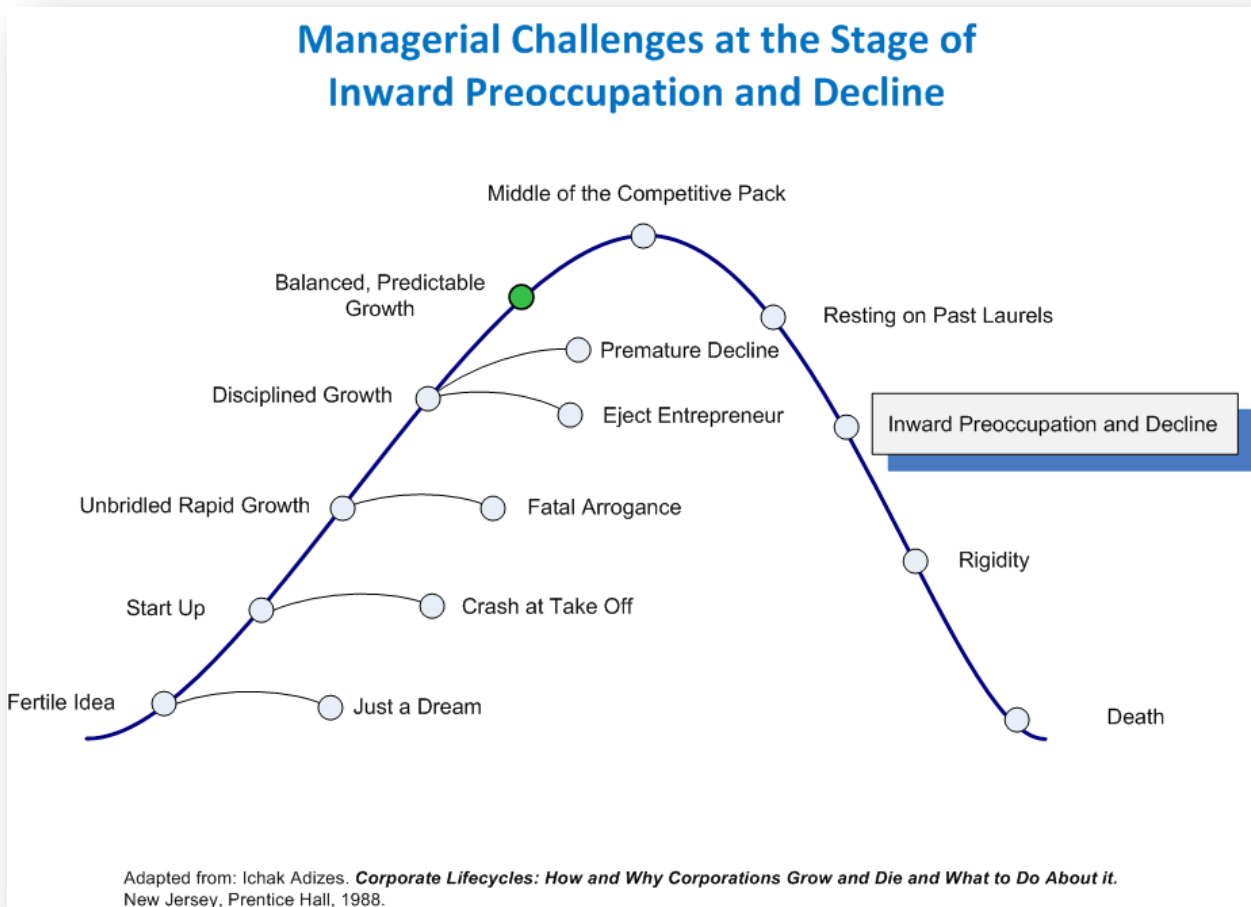 Managerial Challenges at the Stage of
Inward Preoccupation and Decline
Middle of the Competitive Pack
Balanced, Predictable
Growth
Resting on Past Laurels
Premature Decline
Disciplined Growth
Eject Entrepreneur
Inward Preoccupation and Decline
Unbridled Rapid Growth
Fatal Arrogance
Rigidity
Start Up
Crash at Take Off
Fertile Idea
Just a Dream
Death
Adapted from: Ichak Adizes. Corporate Lifecycles: How and Why Corporations Grow and Die and What to Do About it.
New Jersey, Prentice Hall, 1988.